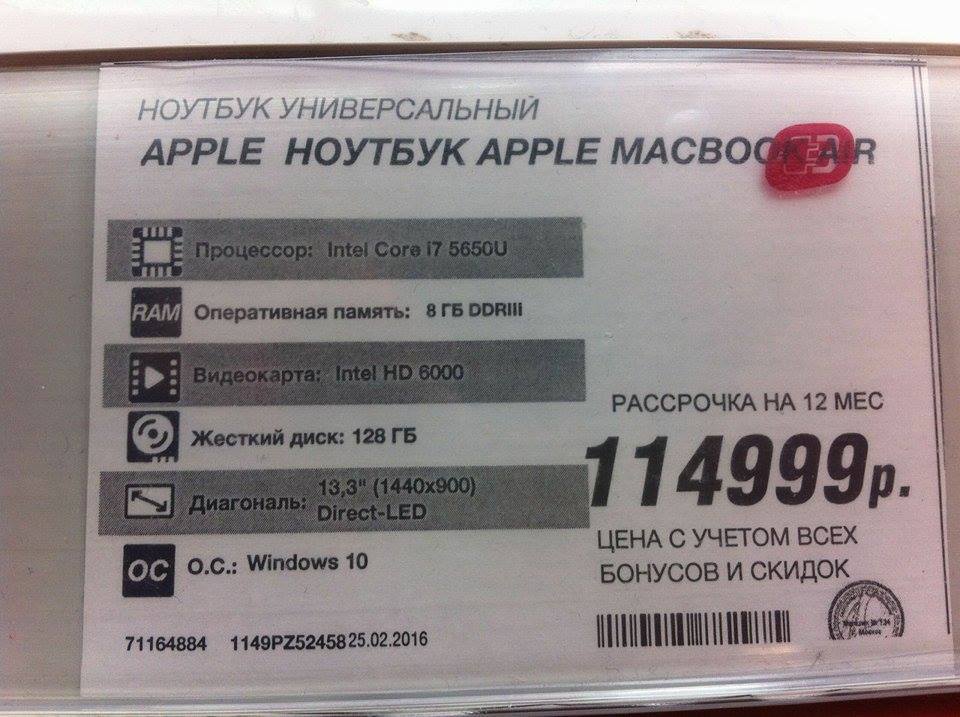 НОУТБУК УНИВЕРСАЛЬНЫЙ
APPLE НОУТБУК APPLE MACBOOK AIR
Процессор: Intel Core i7 5650U
RAM Оперативная память: 8 ГБ DDRIII
Видеокарта: Intel HD 6000
Жесткий диск: 128 ГБ
Диагональ: 13,3" (1440x900)
Direct-LED
ОС О.С.: Windows 10
РАССРОЧКА НА 12 МЕС
114999р.
ЦЕНА С УЧЕТОМ ВСЕХ
БОНУСОВ И СКИДОК
71164884 1149PZ52458 25.02.2016